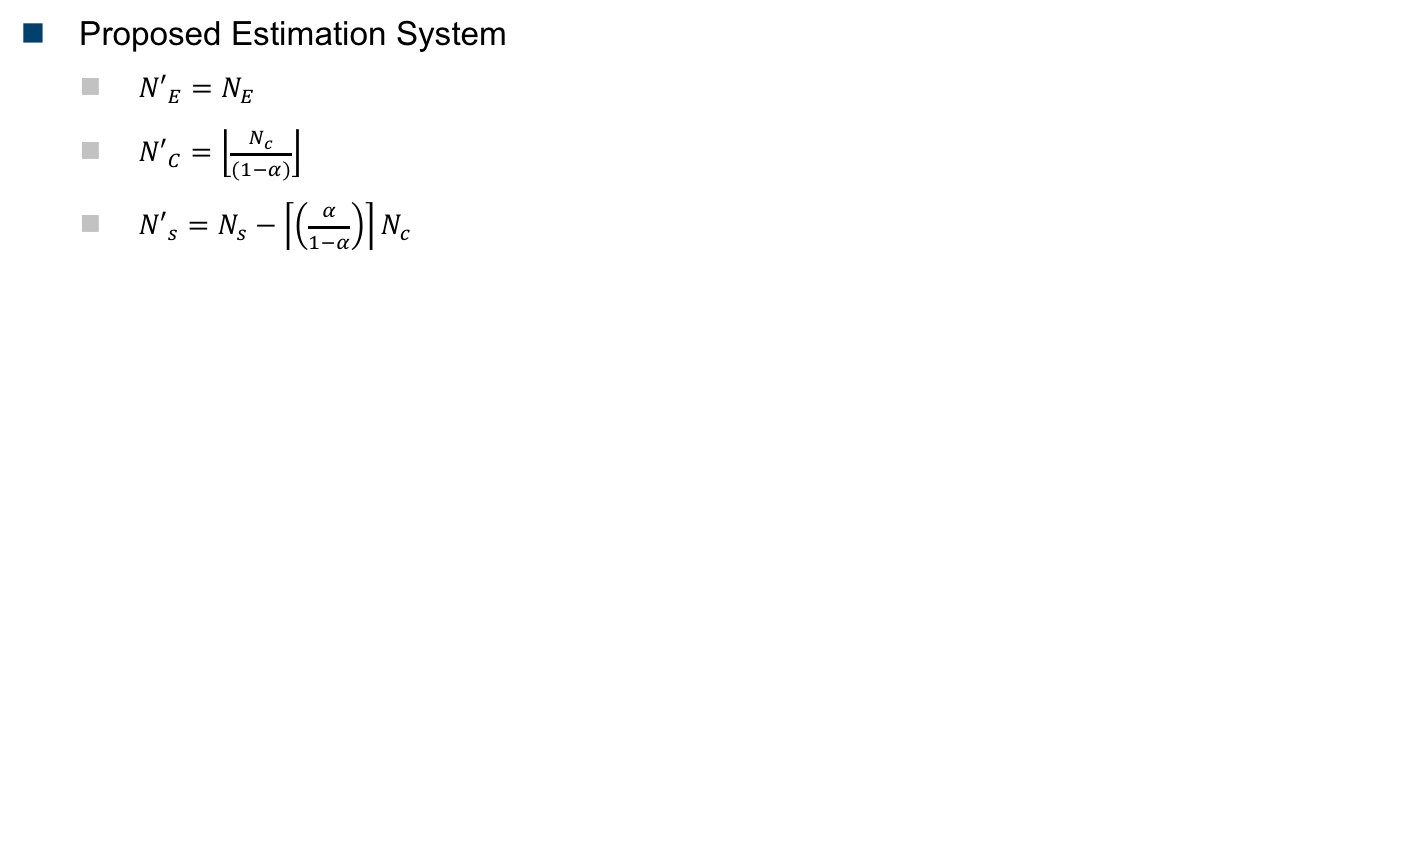 Proposed Estimation System
N′_E = N_E
N′_C = ⌊N_c/(1−α)⌋
N′_s = N_s − ⌈(α/1−α)⌉ N_c